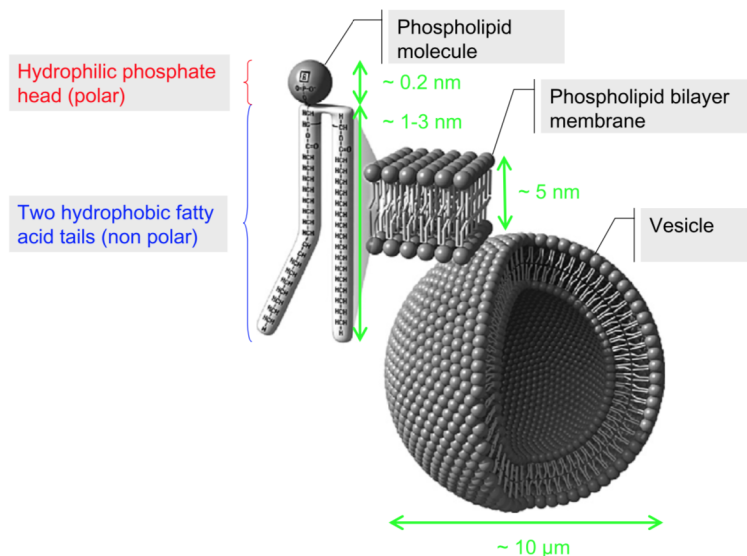 Phospholipid
molecule
Hydrophilic phosphate
head (polar)
~ 0.2 nm
~ 1-3 nm
Phospholipid bilayer
membrane
~ 5 nm
Two hydrophobic fatty
acid tails (non polar)
Vesicle
~ 10 µm